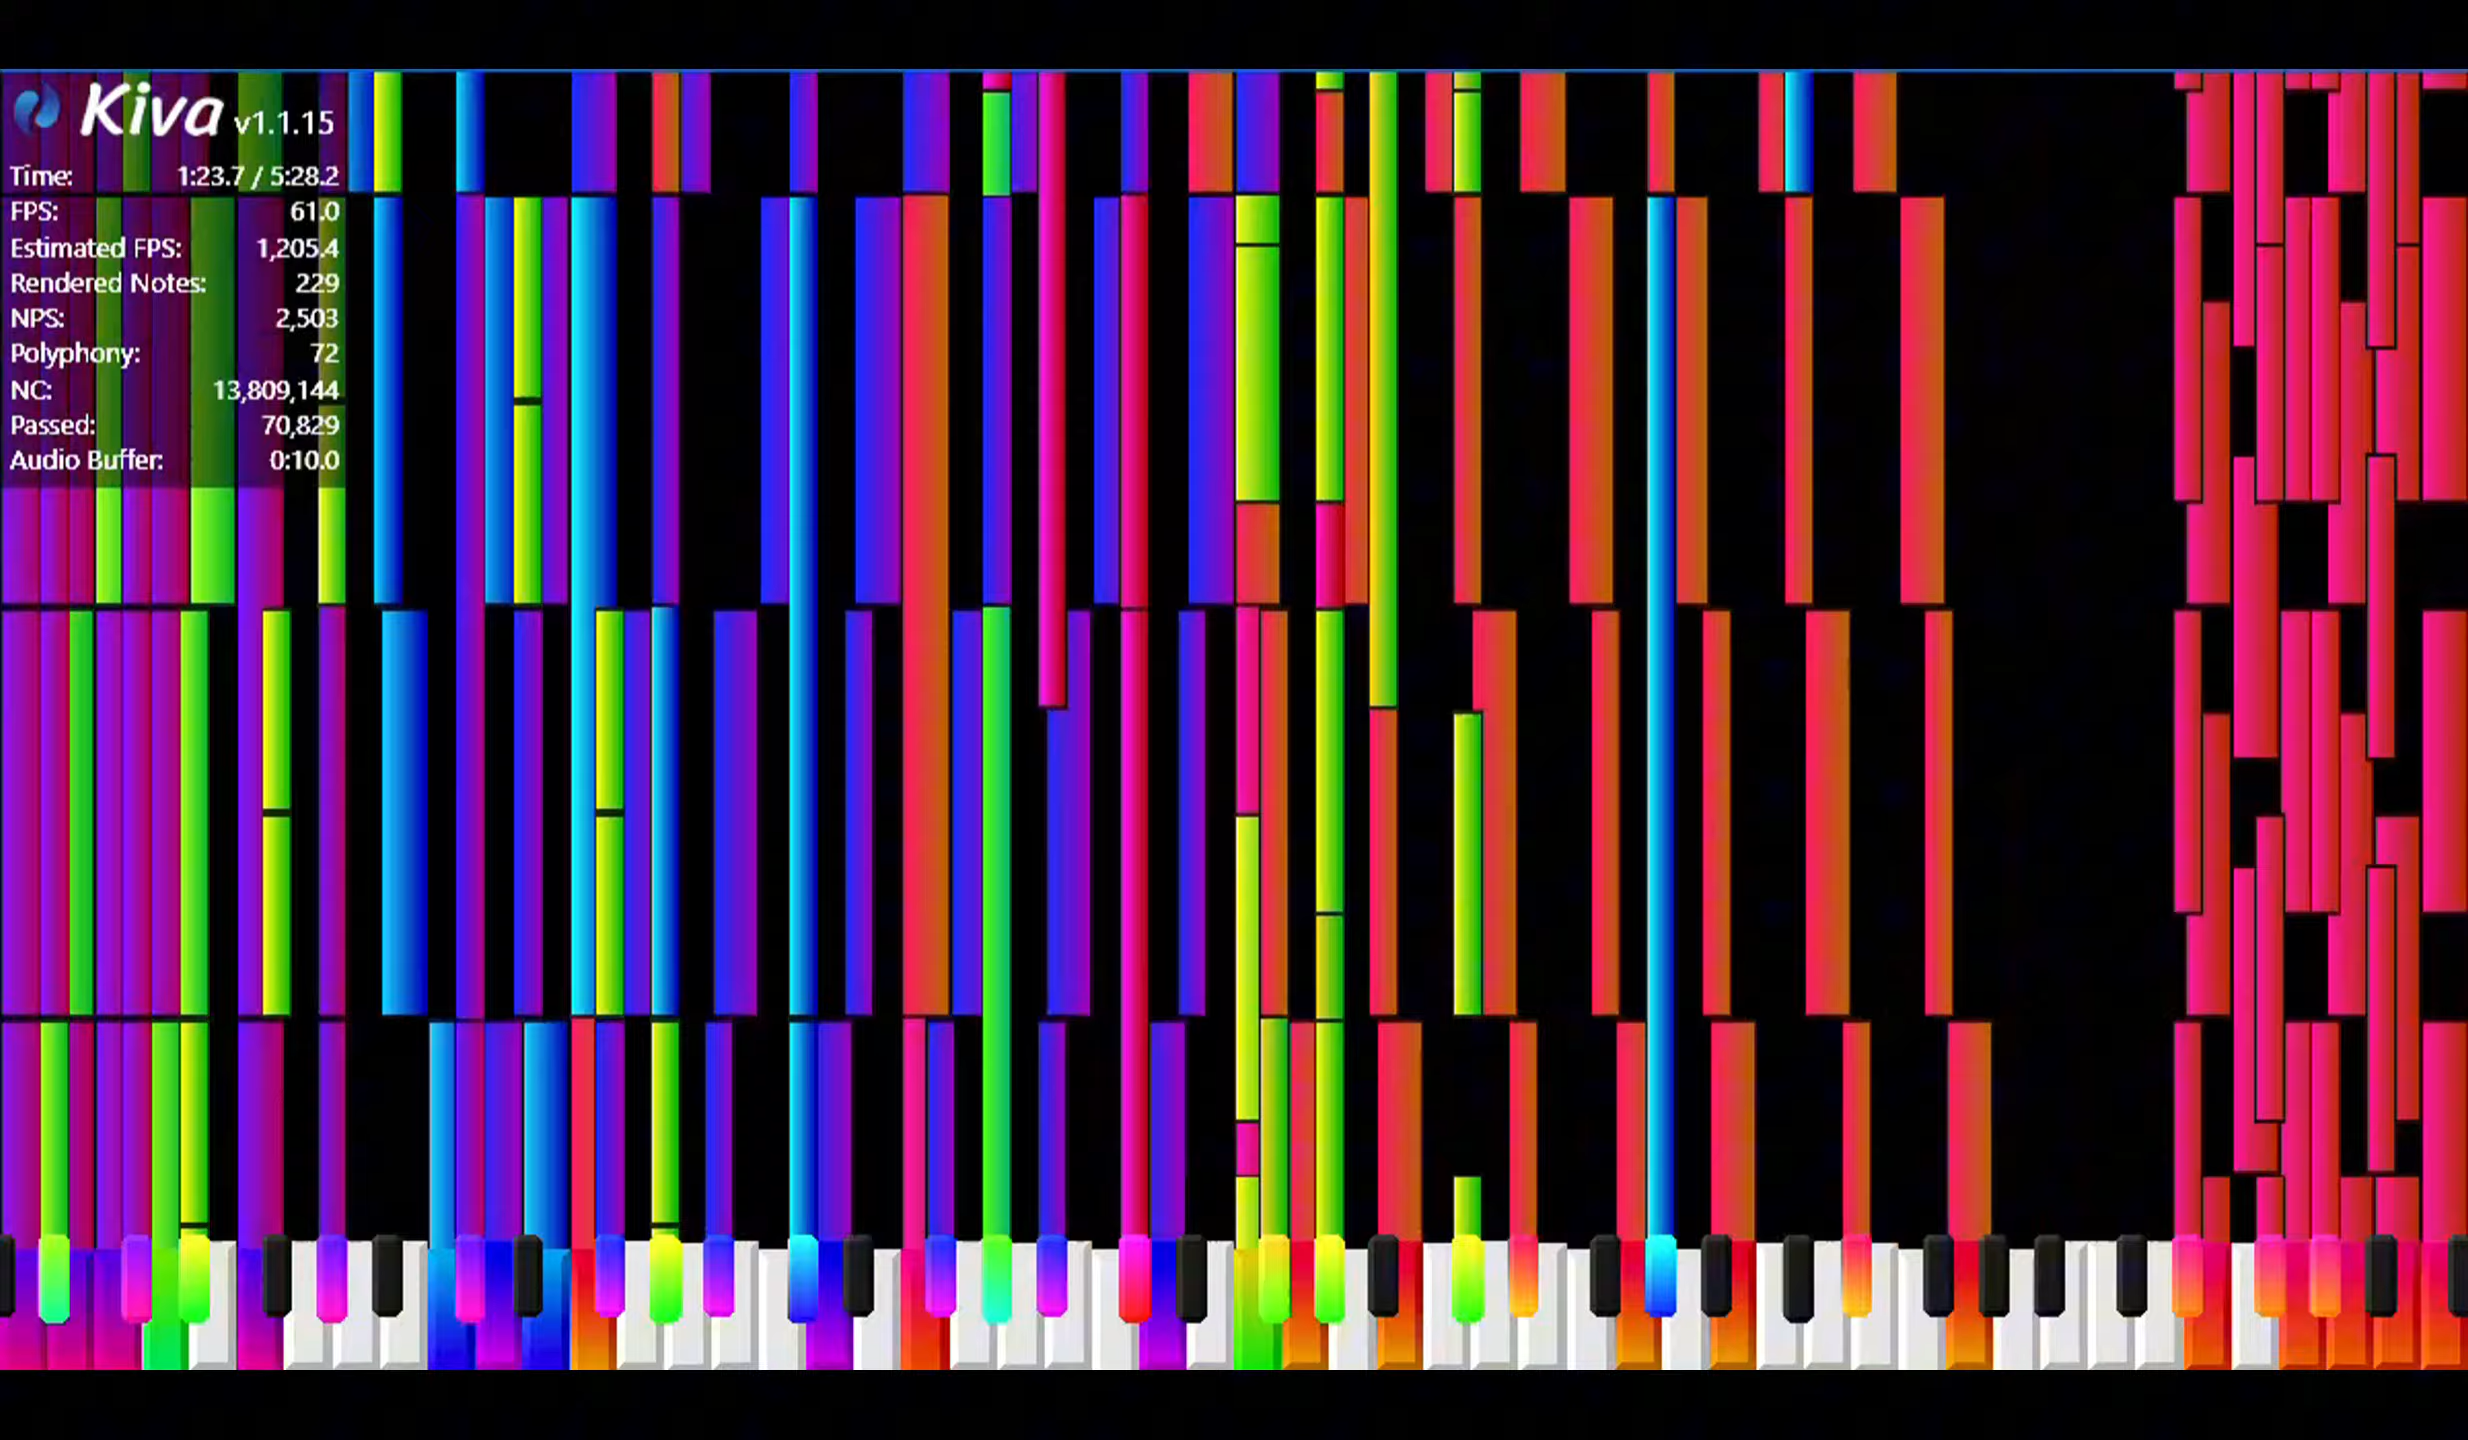 Kiva v1.1.15
Time: 1:23.7 / 5:28.2
FPS: 61.0
Estimated FPS: 1,205.4
Rendered Notes: 229
NPS: 2,503
Polyphony: 72
NC: 13,809,144
Passed: 70,829
Audio Buffer: 0:10.0